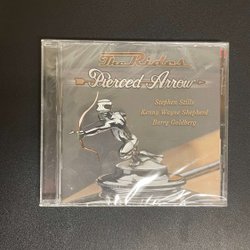 The Rides
Pierced Arrow
Stephen Stills
Kenny Wayne Shepherd
Barry Goldberg